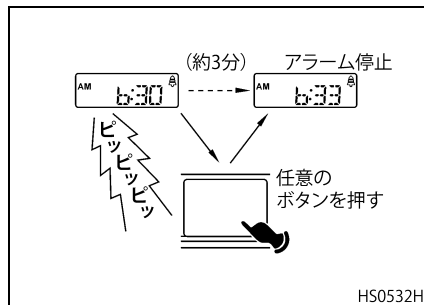 (約3分)
アラーム停止
AM 6:30
AM 6:33
ピッ
ピッ
ピッ
任意の
ボタンを押す
HS0532H